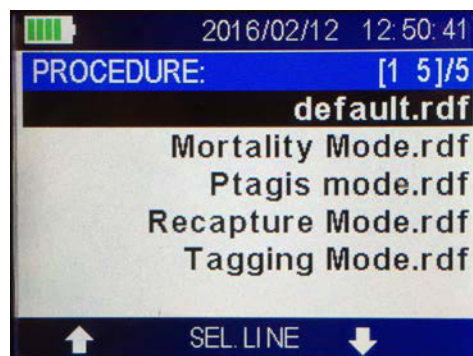 2016/02/12 12:50:41
PROCEDURE: [1 5]/5
default.rdf
Mortality Mode.rdf
Ptagis mode.rdf
Recapture Mode.rdf
Tagging Mode.rdf
SEL. LINE